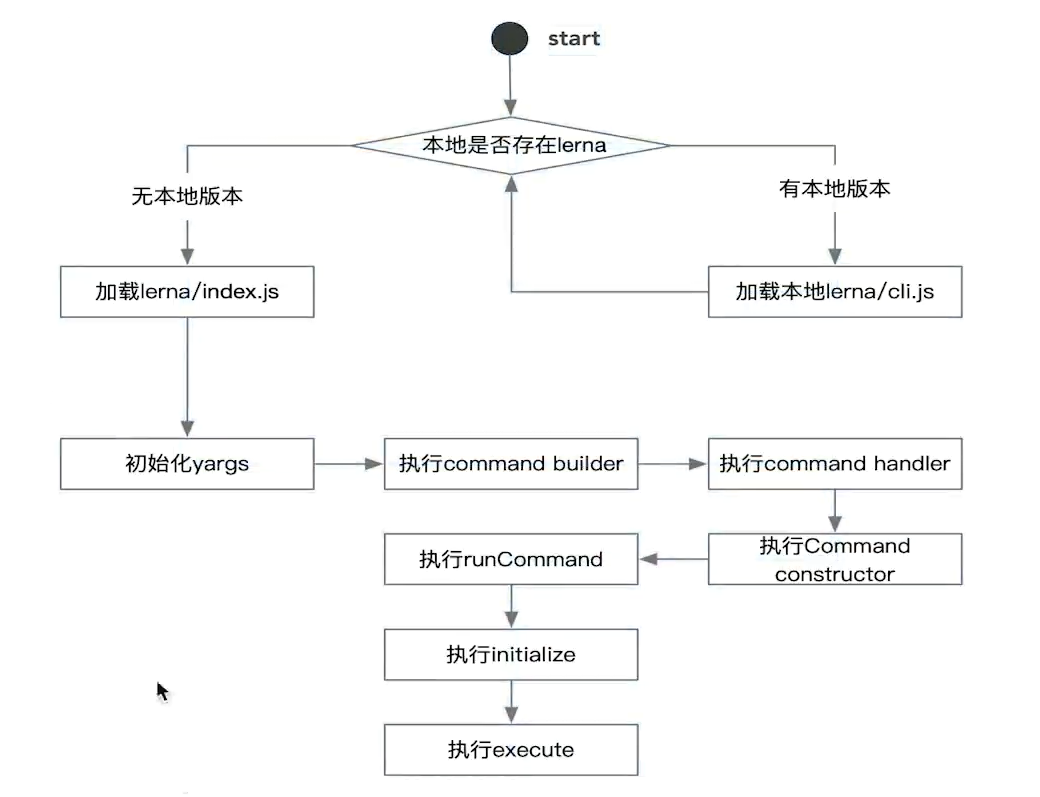 start
本地是否存在lerna
无本地版本
有本地版本
加载lerna/index.js
加载本地lerna/cli.js
初始化yargs
执行command builder
执行command handler
执行runCommand
执行Command
constructor
执行initialize
执行execute